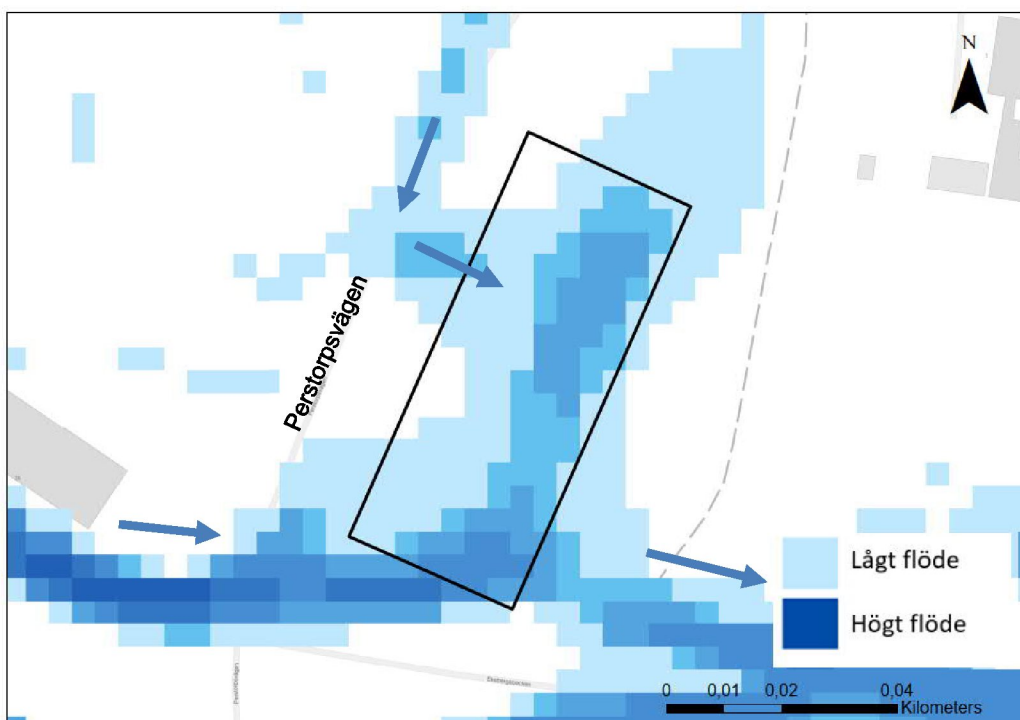 N
Perstorpsvägen
Lågt flöde
Högt flöde
0 0,01 0,02 0,04
Kilometers